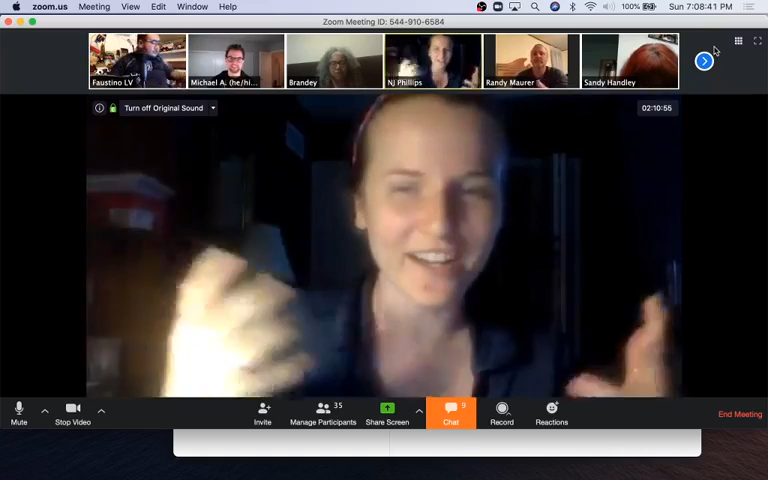 zoom.us Meeting View Edit Window Help 100% Sun 7:08:41 PM
Zoom Meeting ID: 544-910-6584
Faustino LV Michael A. (he/hi... Brandey NJ Phillips Randy Maurer Sandy Handley
Turn off Original Sound 02:10:55
35 9
Mute Stop Video Invite Manage Participants Share Screen Chat Record Reactions End Meeting